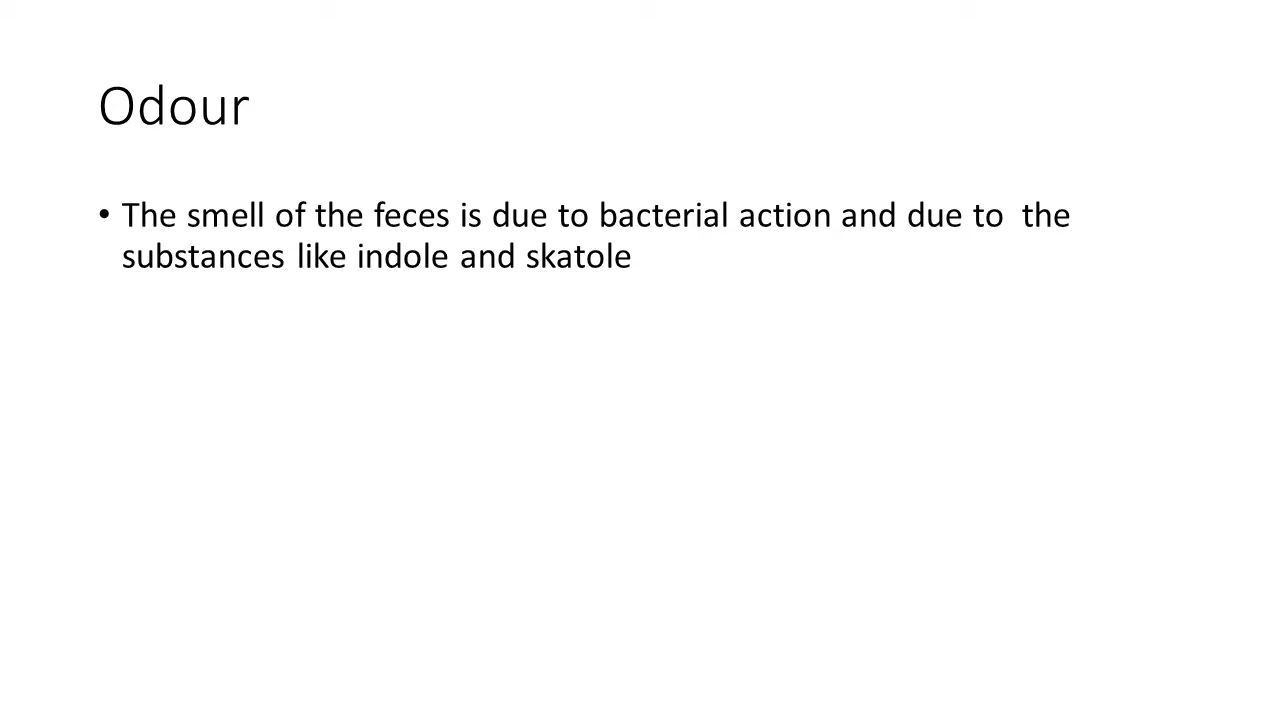 Odour
• The smell of the feces is due to bacterial action and due to  the
substances like indole and skatole